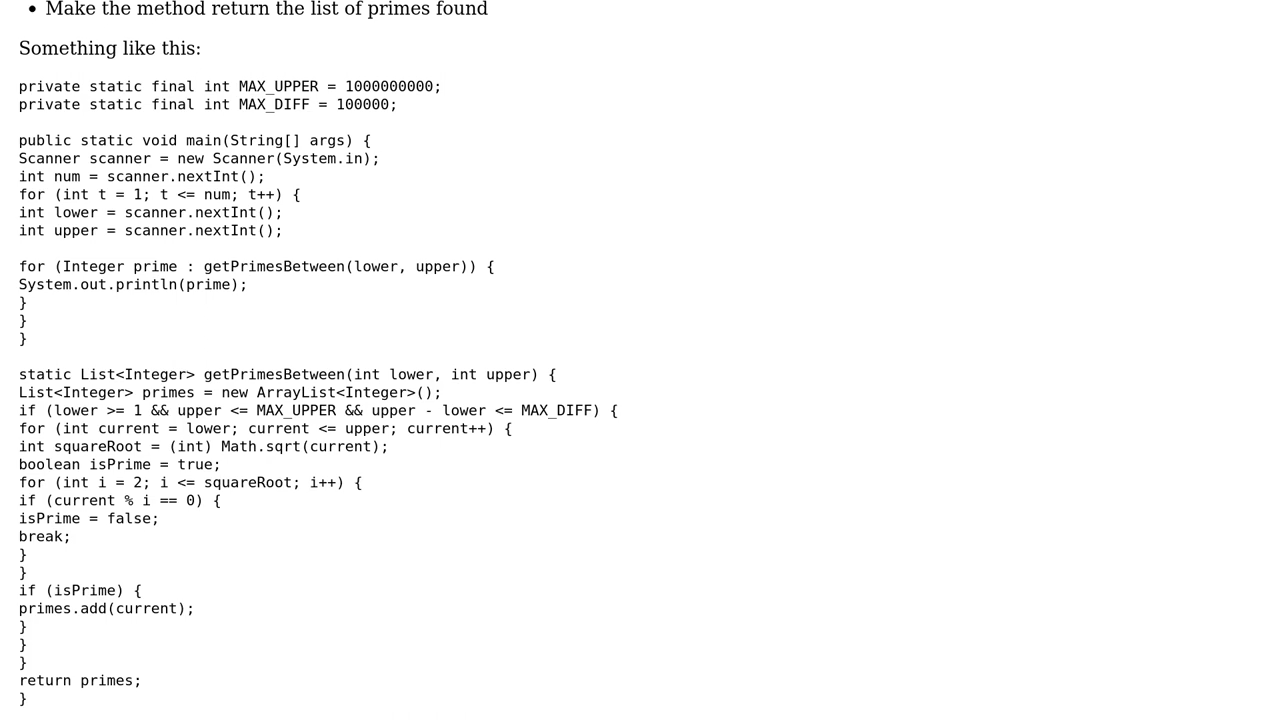 • Make the method return the list of primes found
Something like this:
private static final int MAX_UPPER = 1000000000;
private static final int MAX_DIFF = 100000;
public static void main(String[] args) {
Scanner scanner = new Scanner(System.in);
int num = scanner.nextInt();
for (int t = 1; t <= num; t++) {
int lower = scanner.nextInt();
int upper = scanner.nextInt();
for (Integer prime : getPrimesBetween(lower, upper)) {
System.out.println(prime);
}
}
}
static List<Integer> getPrimesBetween(int lower, int upper) {
List<Integer> primes = new ArrayList<Integer>();
if (lower >= 1 && upper <= MAX_UPPER && upper - lower <= MAX_DIFF) {
for (int current = lower; current <= upper; current++) {
int squareRoot = (int) Math.sqrt(current);
boolean isPrime = true;
for (int i = 2; i <= squareRoot; i++) {
if (current % i == 0) {
isPrime = false;
break;
}
}
if (isPrime) {
primes.add(current);
}
}
}
return primes;
}